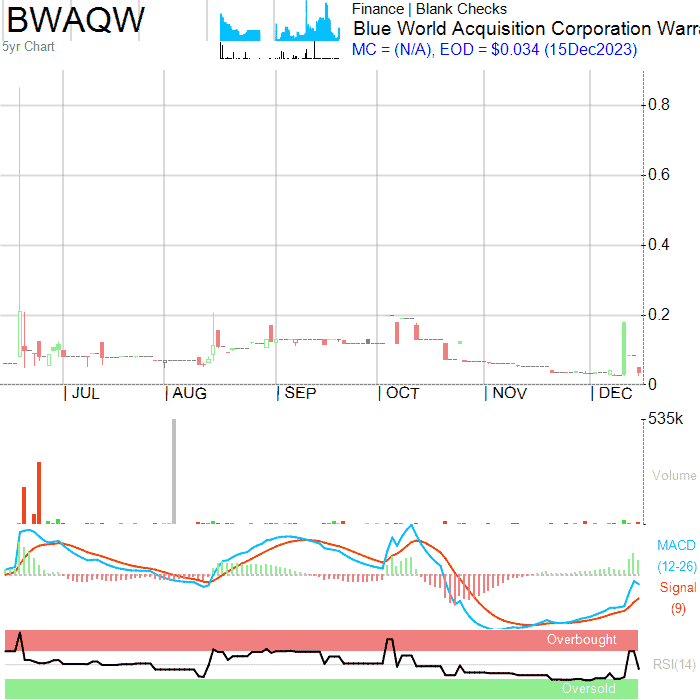 BWAQW
5yr Chart
Finance | Blank Checks
Blue World Acquisition Corporation Warra
MC = (N/A), EOD = $0.034 (15Dec2023)
0.8
0.6
0.4
0.2
0
JUL
AUG
SEP
OCT
NOV
DEC
535k
Volume
MACD
(12-26)
Signal
(9)
Overbought
RSI(14)
Oversold